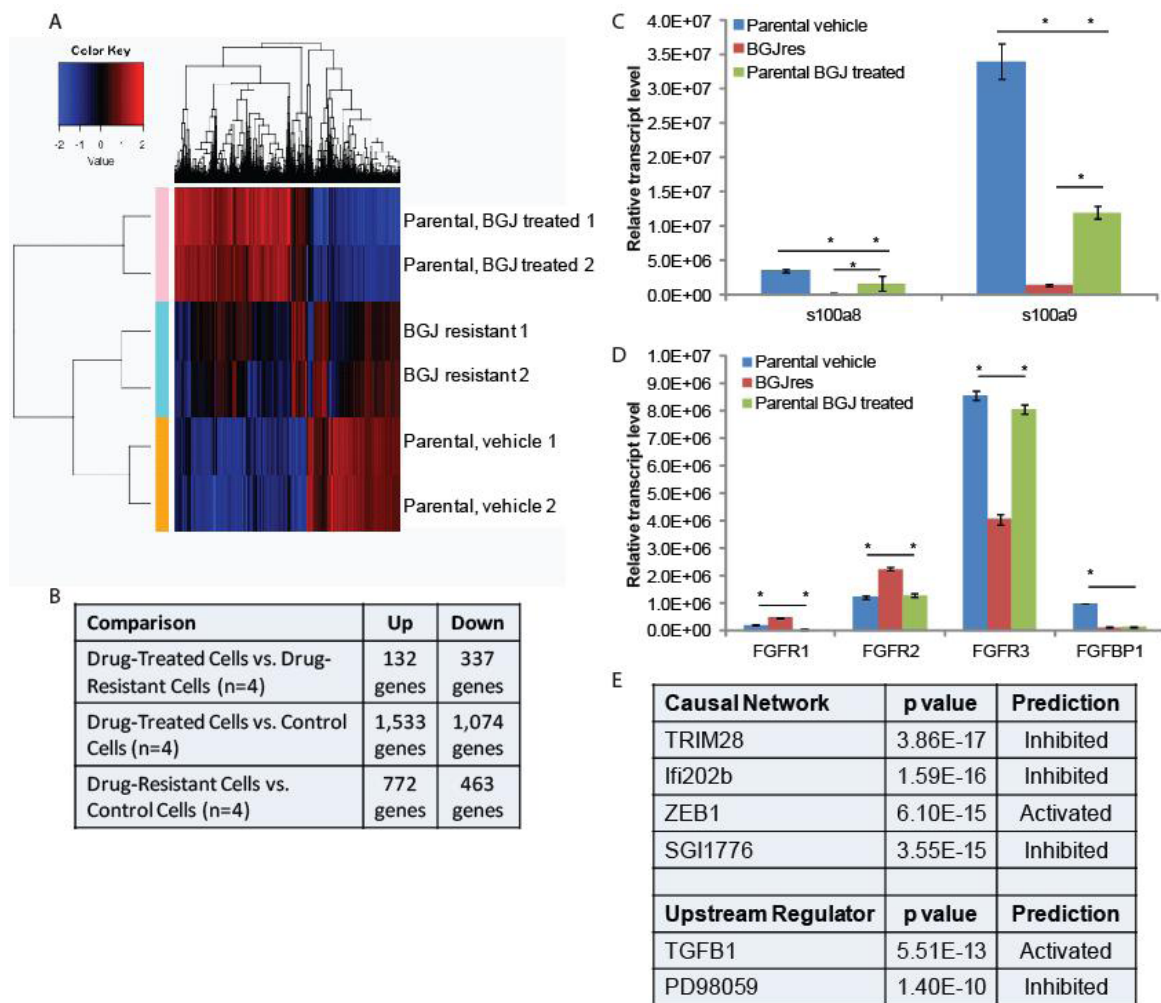 A
Color Key
-2 -1 0 1 2
Value
Parental, BGJ treated 1
Parental, BGJ treated 2
BGJ resistant 1
BGJ resistant 2
Parental, vehicle 1
Parental, vehicle 2
B
Comparison Up Down
Drug-Treated Cells vs. Drug-
Resistant Cells (n=4)
132
genes
337
genes
Drug-Treated Cells vs. Control
Cells (n=4)
1,533
genes
1,074
genes
Drug-Resistant Cells vs.
Control Cells (n=4)
772
genes
463
genes
C
Relative transcript level
4.0E+07
3.5E+07
3.0E+07
2.5E+07
2.0E+07
1.5E+07
1.0E+07
5.0E+06
0.0E+00
Parental vehicle
BGJres
Parental BGJ treated
* *
*
* *
*
s100a8 s100a9
D
Relative transcript level
1.0E+07
9.0E+06
8.0E+06
7.0E+06
6.0E+06
5.0E+06
4.0E+06
3.0E+06
2.0E+06
1.0E+06
0.0E+00
Parental vehicle
BGJres
Parental BGJ treated
* *
* *
* *
*
FGFR1 FGFR2 FGFR3 FGFBP1
E
Causal Network p value Prediction
TRIM28 3.86E-17 Inhibited
Ifi202b 1.59E-16 Inhibited
ZEB1 6.10E-15 Activated
SGI1776 3.55E-15 Inhibited
Upstream Regulator p value Prediction
TGFB1 5.51E-13 Activated
PD98059 1.40E-10 Inhibited